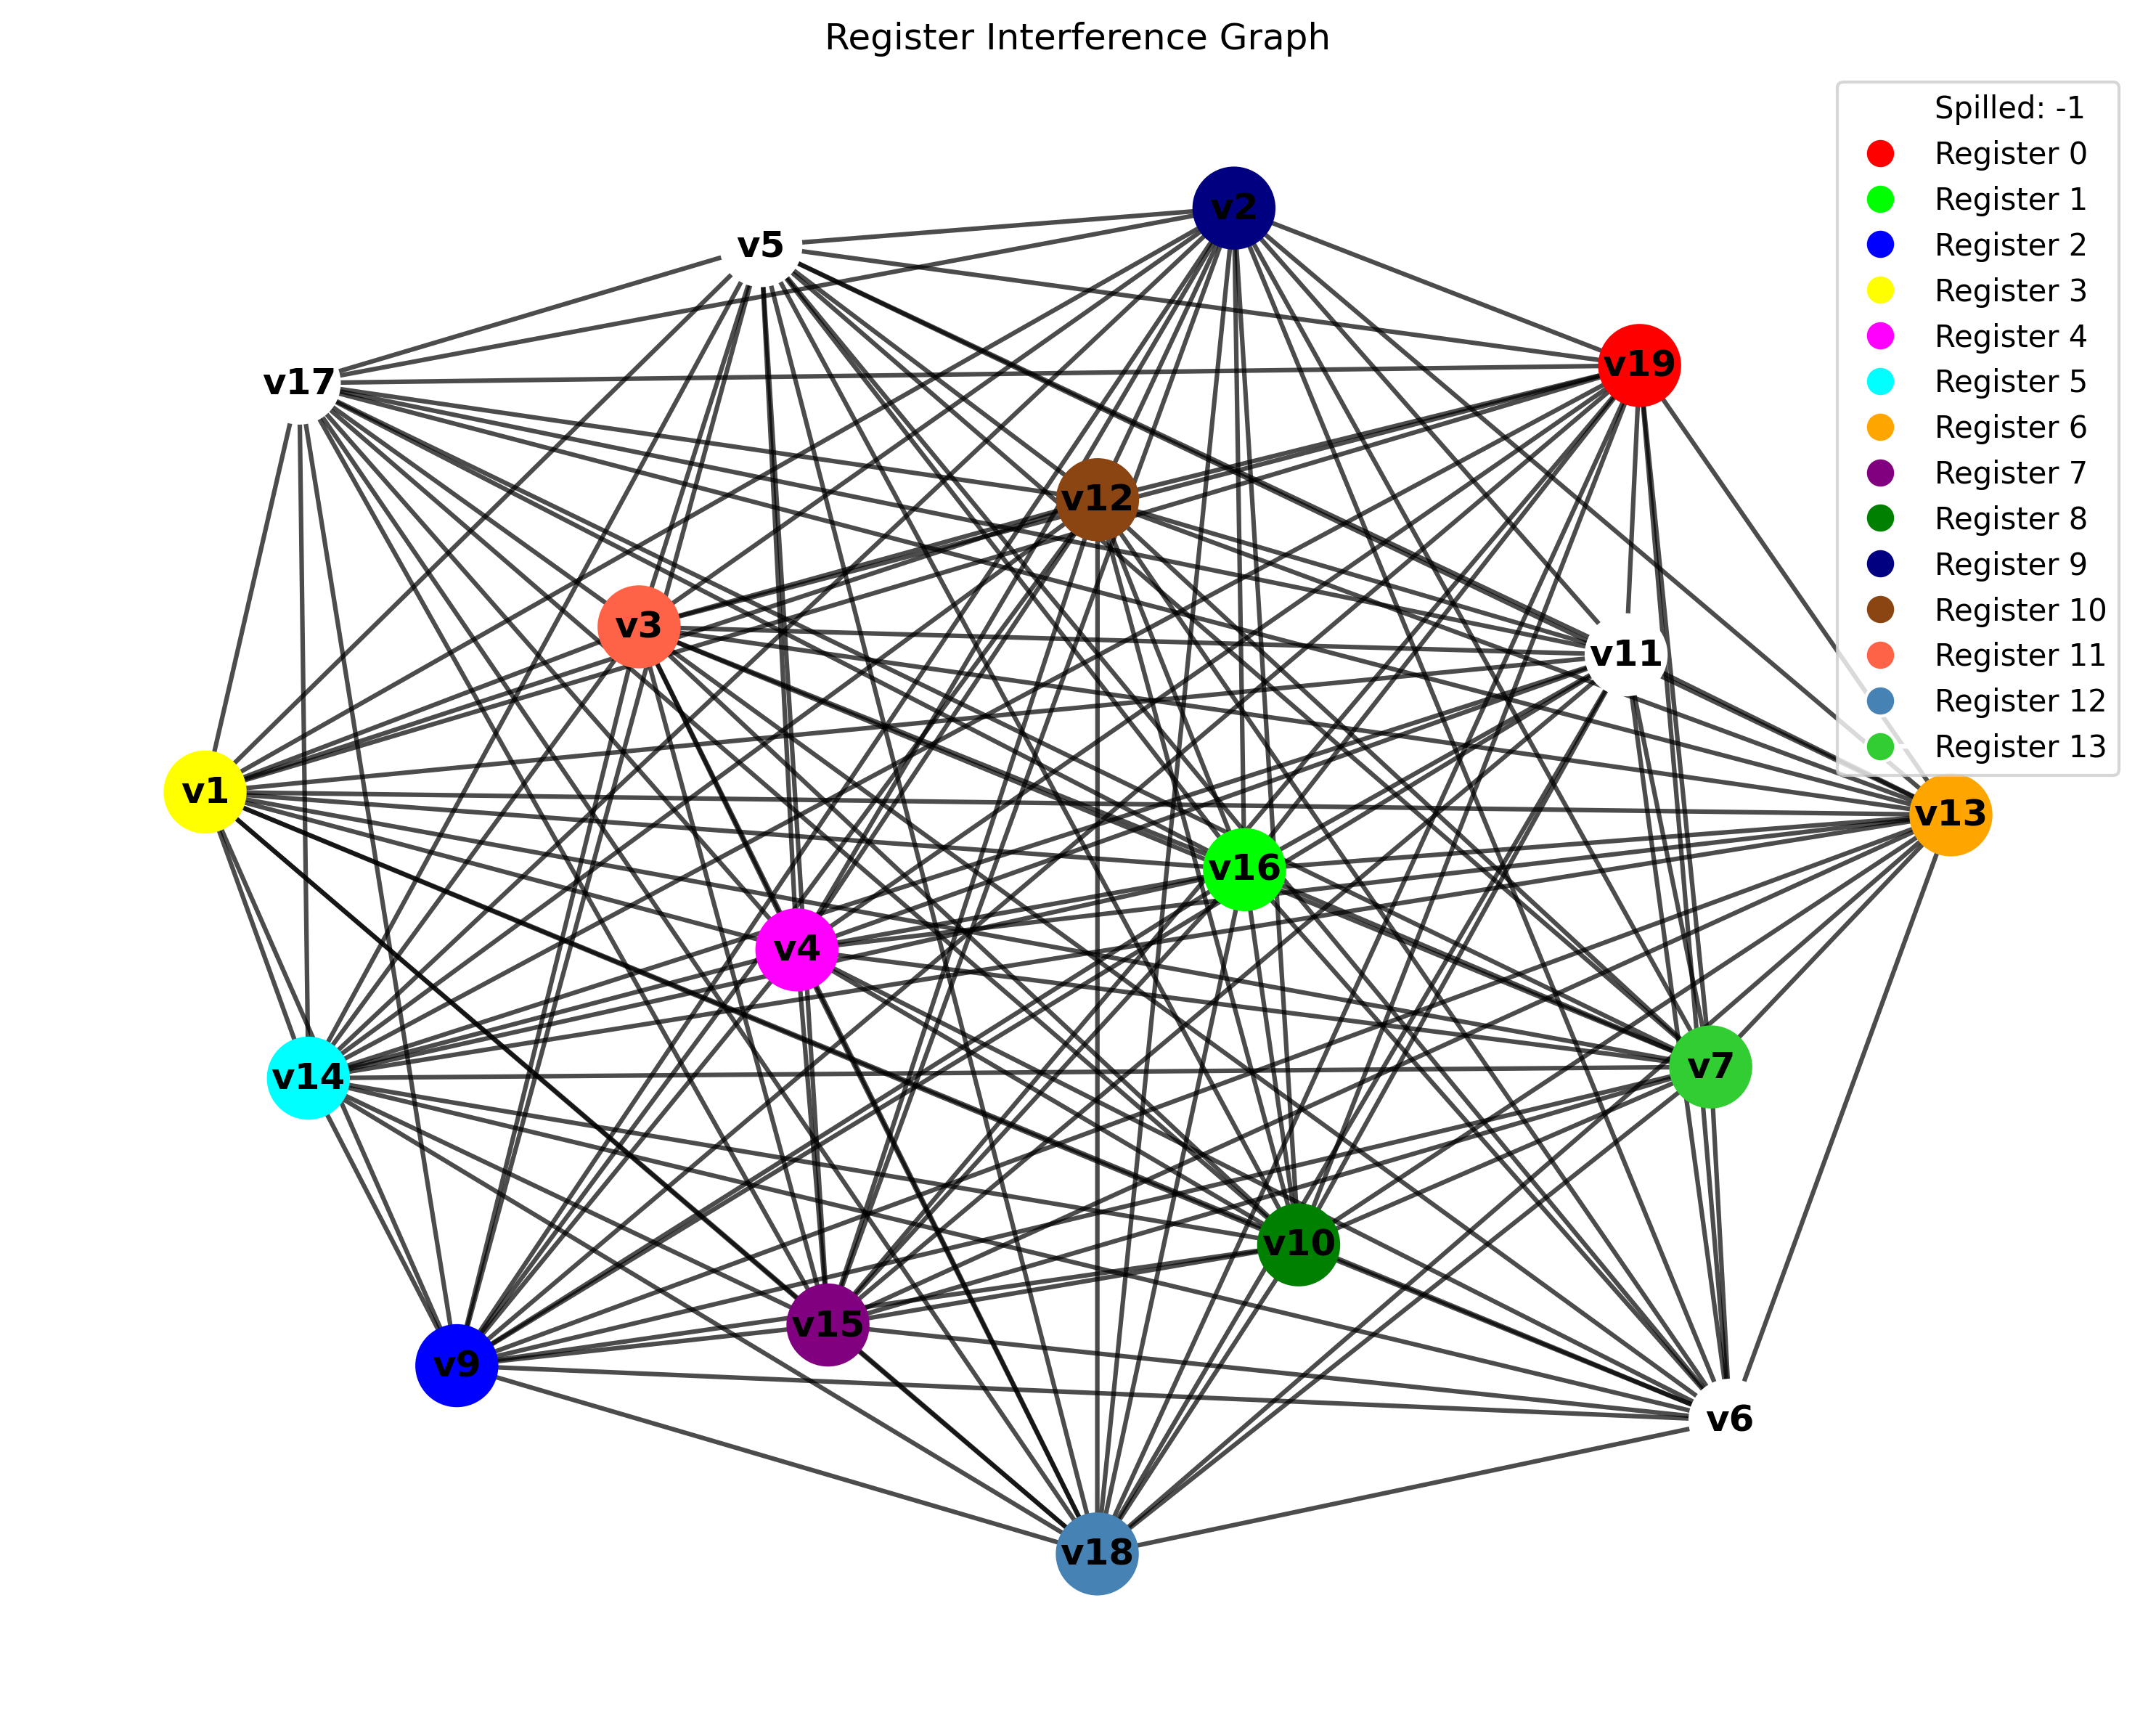 Register Interference Graph
Spilled: -1
Register 0
Register 1
Register 2
Register 3
Register 4
Register 5
Register 6
Register 7
Register 8
Register 9
Register 10
Register 11
Register 12
Register 13
v2
v5
v19
v17
v12
v3
v11
v1
v13
v16
v4
v7
v14
v10
v15
v9
v6
v18